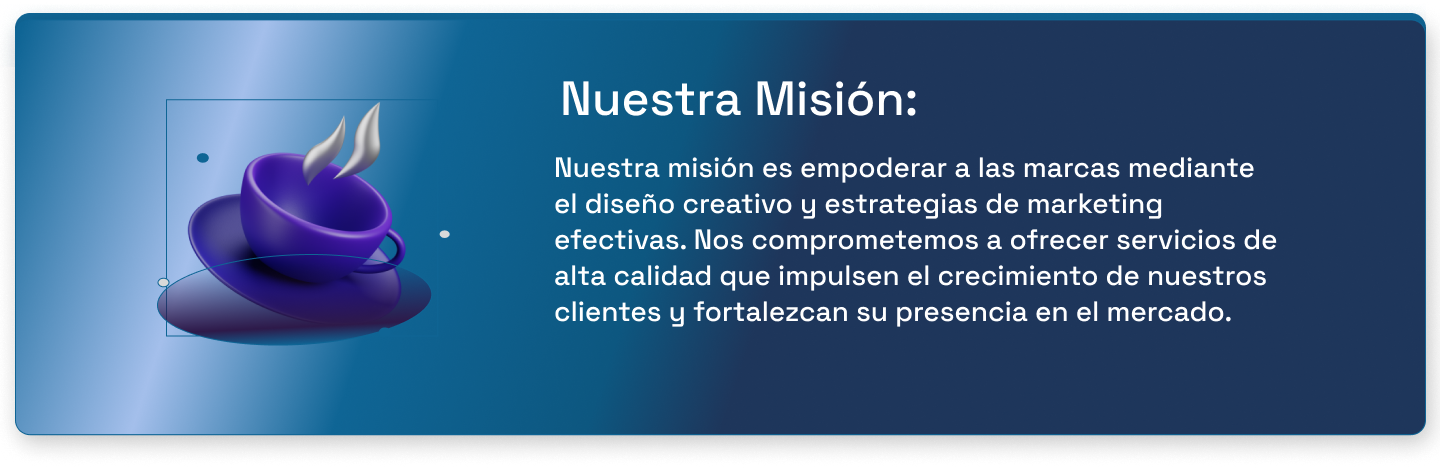 Nuestra Misión:
Nuestra misión es empoderar a las marcas mediante
el diseño creativo y estrategias de marketing
efectivas. Nos comprometemos a ofrecer servicios de
alta calidad que impulsen el crecimiento de nuestros
clientes y fortalezcan su presencia en el mercado.